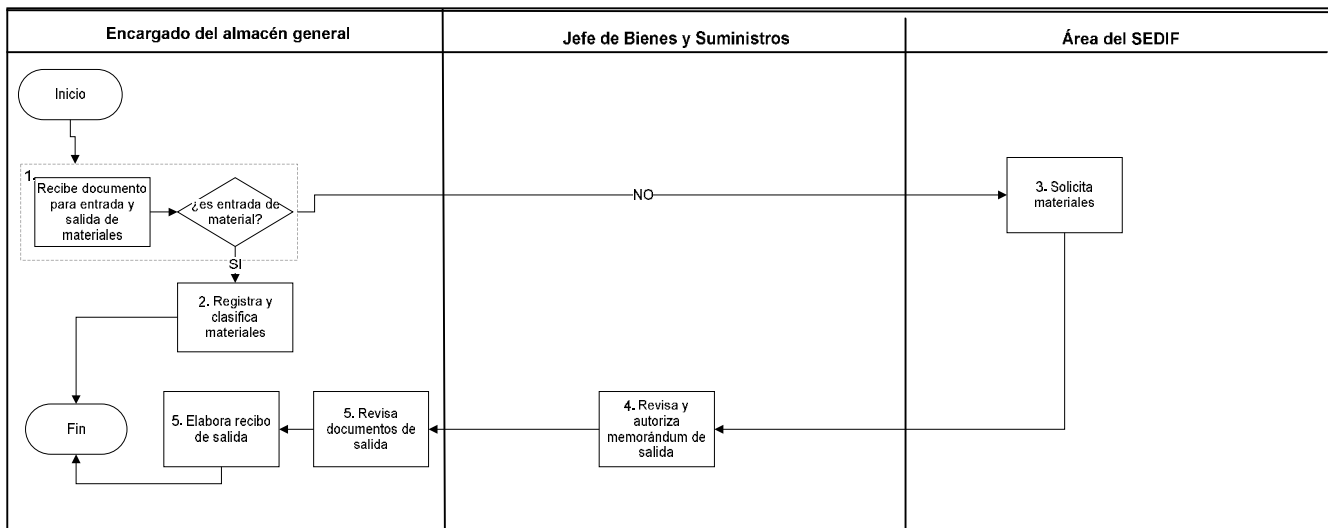 Encargado del almacén general
Jefe de Bienes y Suministros
Área del SEDIF
Inicio
1.
Recibe documento
para entrada y
salida de
materiales
¿es entrada de
material?
NO
3. Solicita
materiales
SI
2. Registra y
clasifica
materiales
Fin
5. Elabora recibo
de salida
5. Revisa
documentos de
salida
4. Revisa y
autoriza
memorándum de
salida